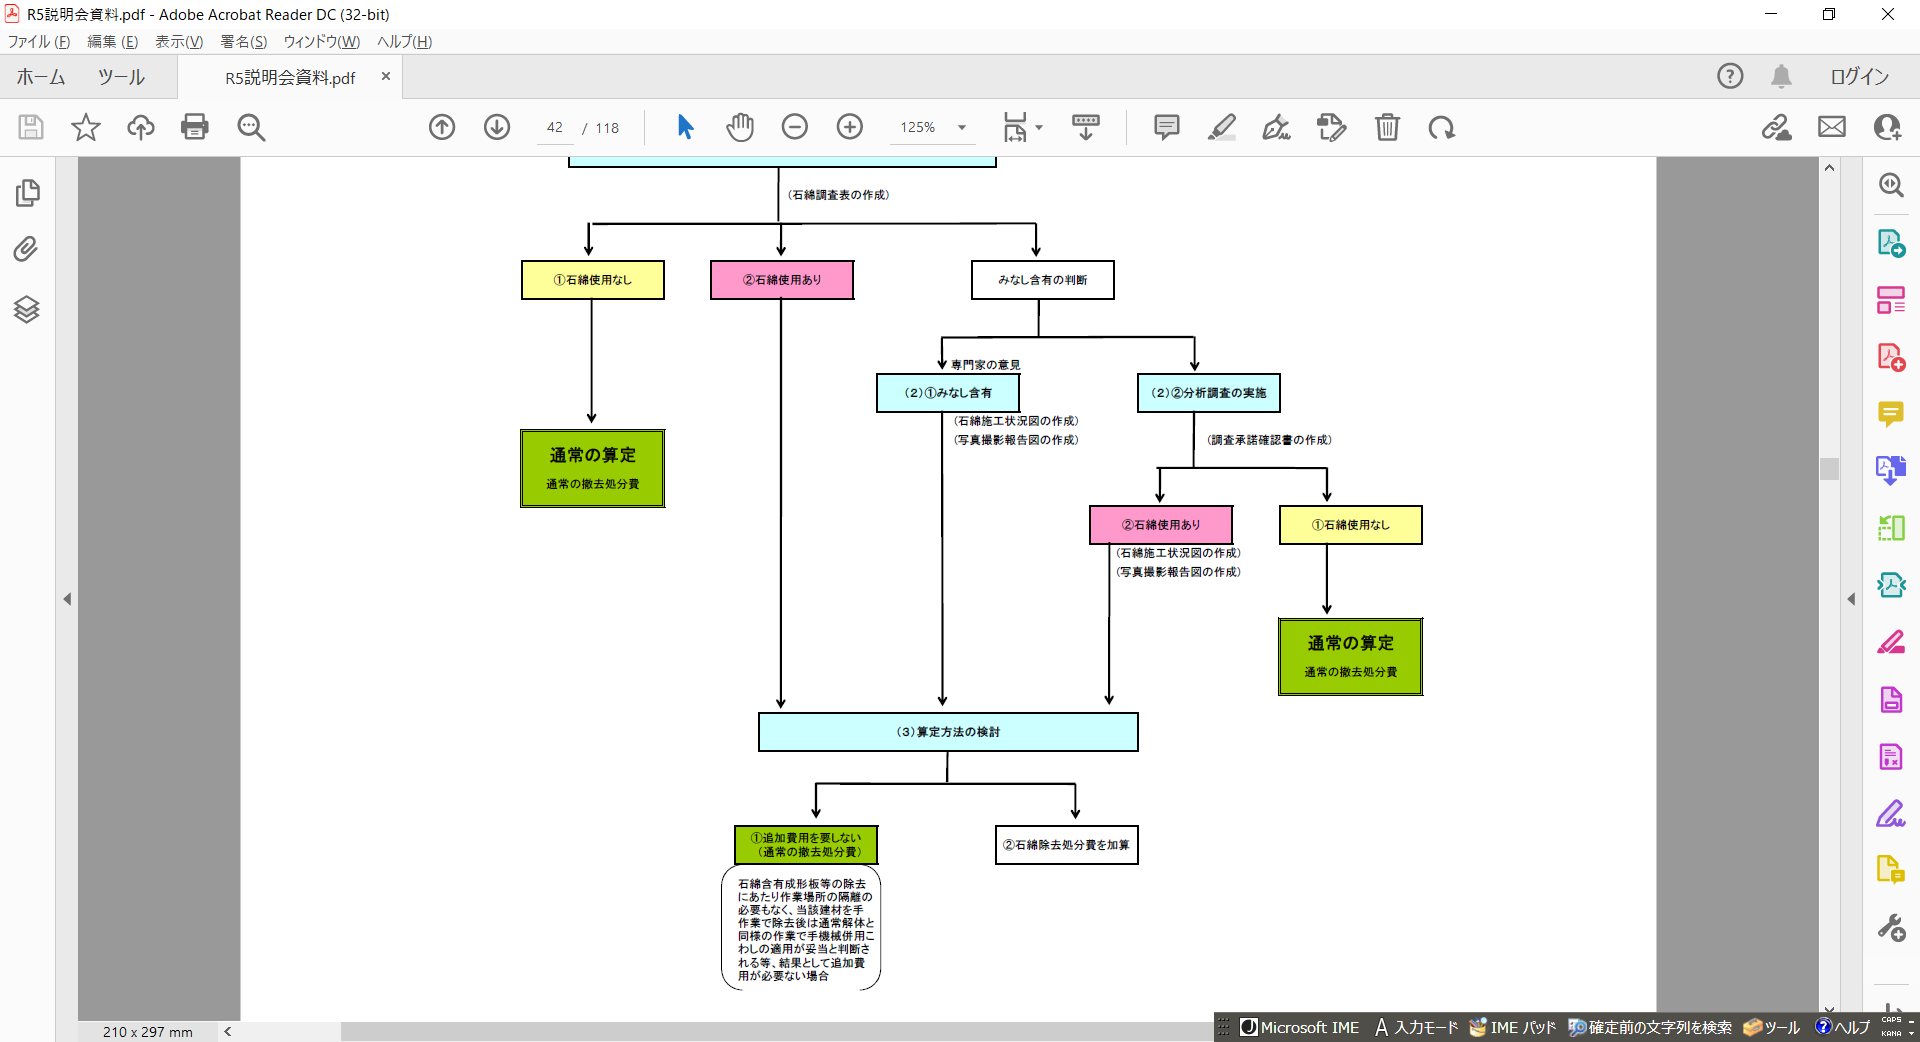 R5説明会資料.pdf - Adobe Acrobat Reader DC (32-bit)
ファイル(F) 編集(E) 表示(V) 署名(S) ウィンドウ(W) ヘルプ(H)
ホーム ツール R5説明会資料.pdf × ログイン
42 / 118 125%
(石綿調査表の作成)
①石綿使用なし ②石綿使用あり みなし含有の判断
専門家の意見
(2)①みなし含有 (2)②分析調査の実施
(石綿施工状況図の作成)
(写真撮影報告図の作成) (調査承諾確認書の作成)
通常の算定
通常の撤去処分費
②石綿使用あり ①石綿使用なし
(石綿施工状況図の作成)
(写真撮影報告図の作成)
通常の算定
通常の撤去処分費
(3)算定方法の検討
①追加費用を要しない
(通常の撤去処分費)
②石綿除去処分費を加算
石綿含有成形板等の除去
にあたり作業場所の隔離の
必要もなく、当該建材を手
作業で除去後は通常解体と
同様の作業で手機械併用こ
わしの適用が妥当と判断さ
れる等、結果として追加費
用が必要ない場合
210 x 297 mm
Microsoft IME A 入力モード IME パッド 確定前の文字列を検索 ツール ヘルプ CAPS
KANA